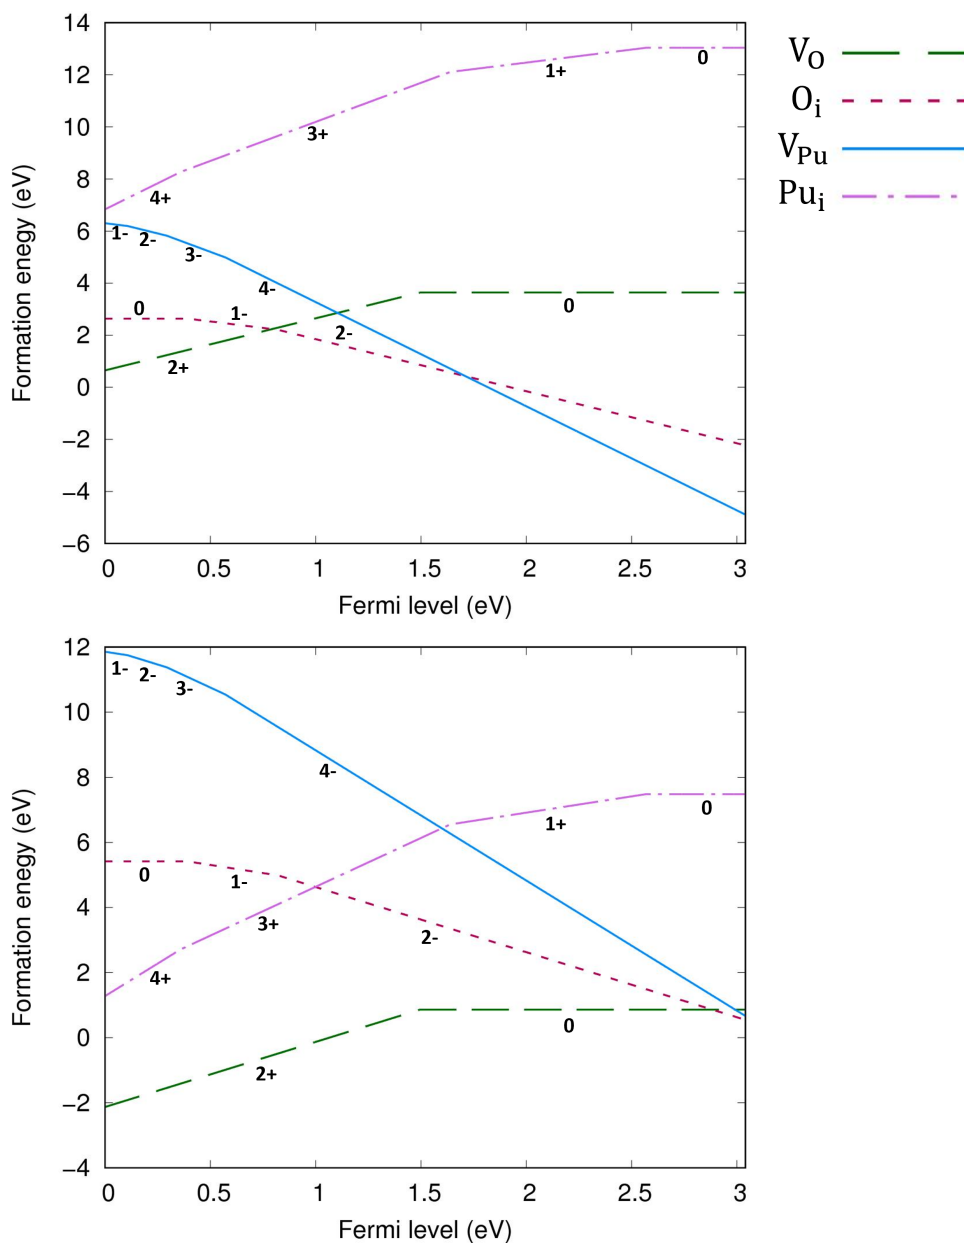 14
12
10
8
6
4
2
0
−2
−4
−6
Formation enegy (eV)
0
1+
3+
4+
1- 2- 3- 4-
0 1- 2-
2+ 0
0 0.5 1 1.5 2 2.5 3
Fermi level (eV)
V_O
O_i
V_Pu
Pu_i
12
10
8
6
4
2
0
−2
−4
Formation enegy (eV)
1- 2- 3- 4-
0 1- 2-
4+ 3+ 1+ 0
2+ 0
0 0.5 1 1.5 2 2.5 3
Fermi level (eV)